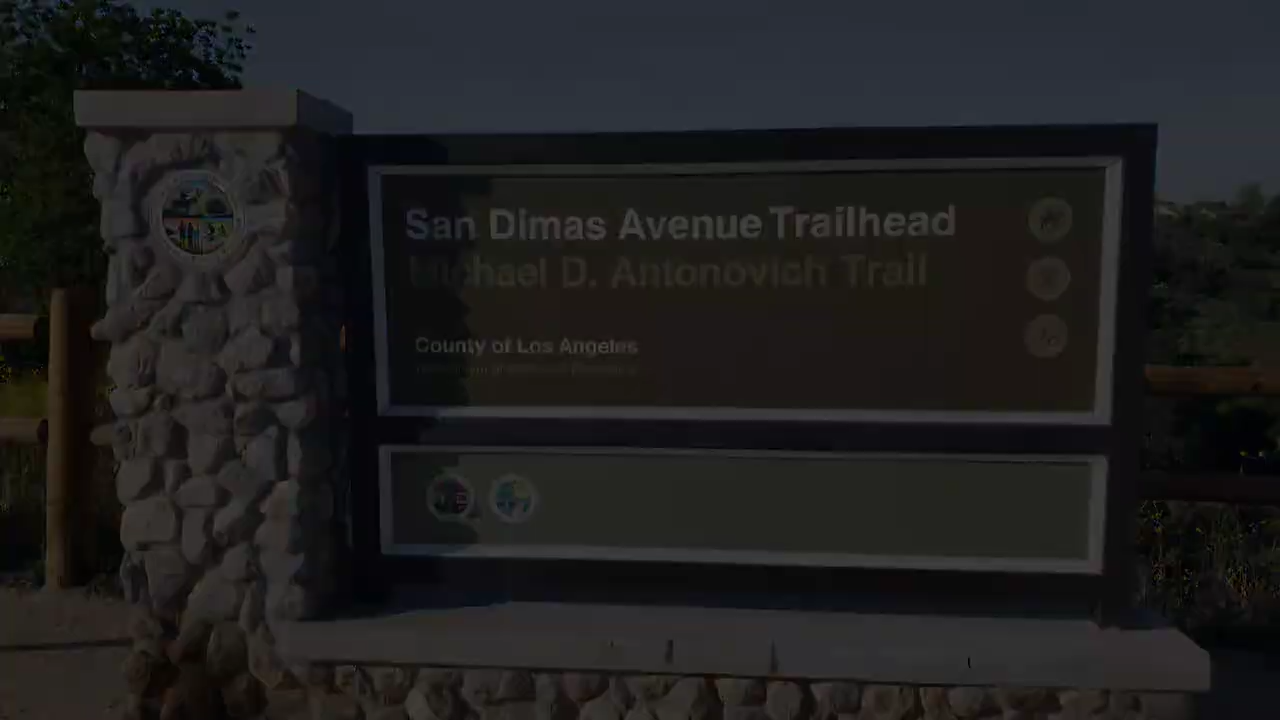 San Dimas Avenue Trailhead
Michael D. Antonovich Trail
County of Los Angeles